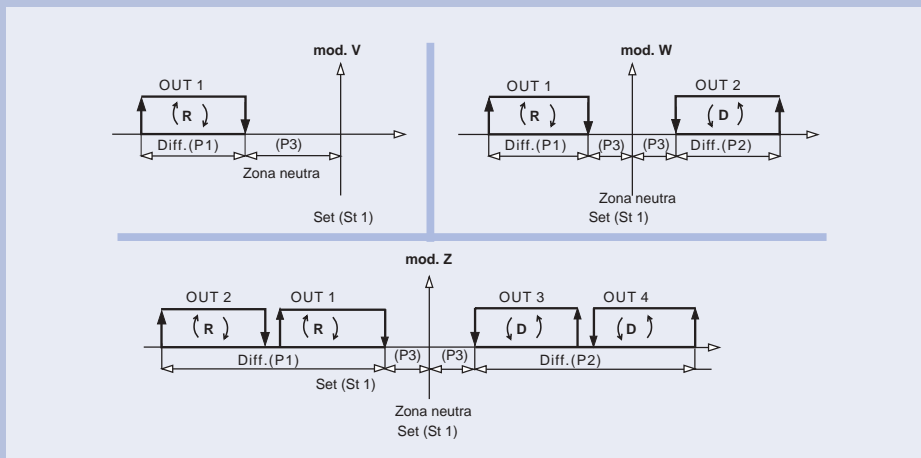 mod. V
OUT 1
R
Diff.(P1)
(P3)
Zona neutra
Set (St 1)
mod. W
OUT 1
OUT 2
R
D
Diff.(P1)
(P3)
(P3)
Diff.(P2)
Zona neutra
Set (St 1)
mod. Z
OUT 2
OUT 1
OUT 3
OUT 4
R
R
D
D
Diff.(P1)
(P3)
(P3)
Diff.(P2)
Set (St 1)
Zona neutra
Set (St 1)